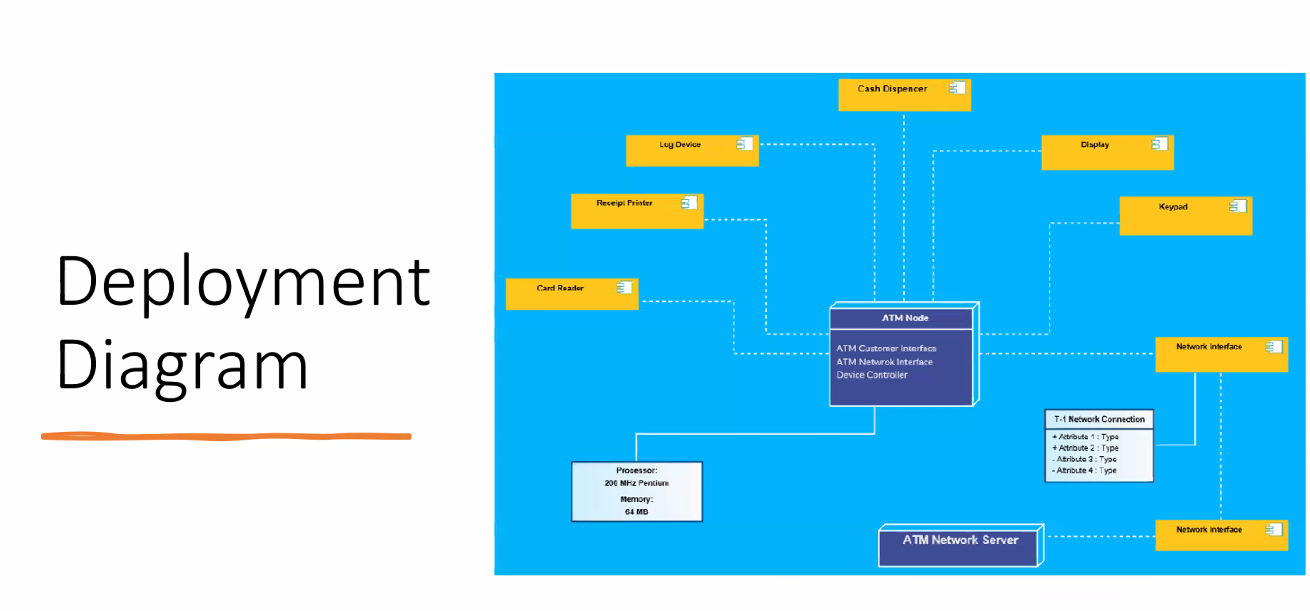 Deployment
Diagram
Cash Dispencer
Log Device
Display
Receipt Printer
Keypad
Card Reader
ATM Node
ATM Customer Interface
ATM Netwrok Interface
Device Controller
Network Interface
T-1 Network Connection
+ Attribute 1 : Type
+ Attribute 2 : Type
- Attribute 3 : Type
- Attribute 4 : Type
Prosessor:
200 MHz Pentium
Memory:
64 MB
ATM Network Server
Network Interface